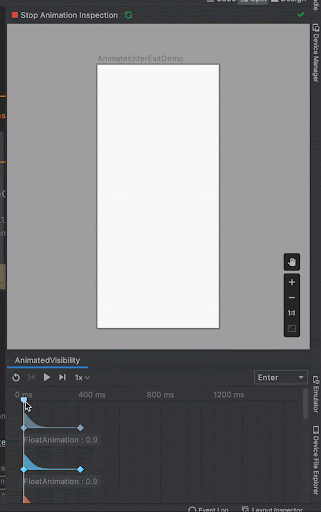 Code Split Design
Stop Animation Inspection
Device Manager
AnimateEnterExitDemo
1:1
AnimatedVisibility
1x
Enter
0 ms 400 ms 800 ms 1200 ms
FloatAnimation : 0.9
FloatAnimation : 0.9
Emulator
Device File Explorer
Event Log Layout Inspector